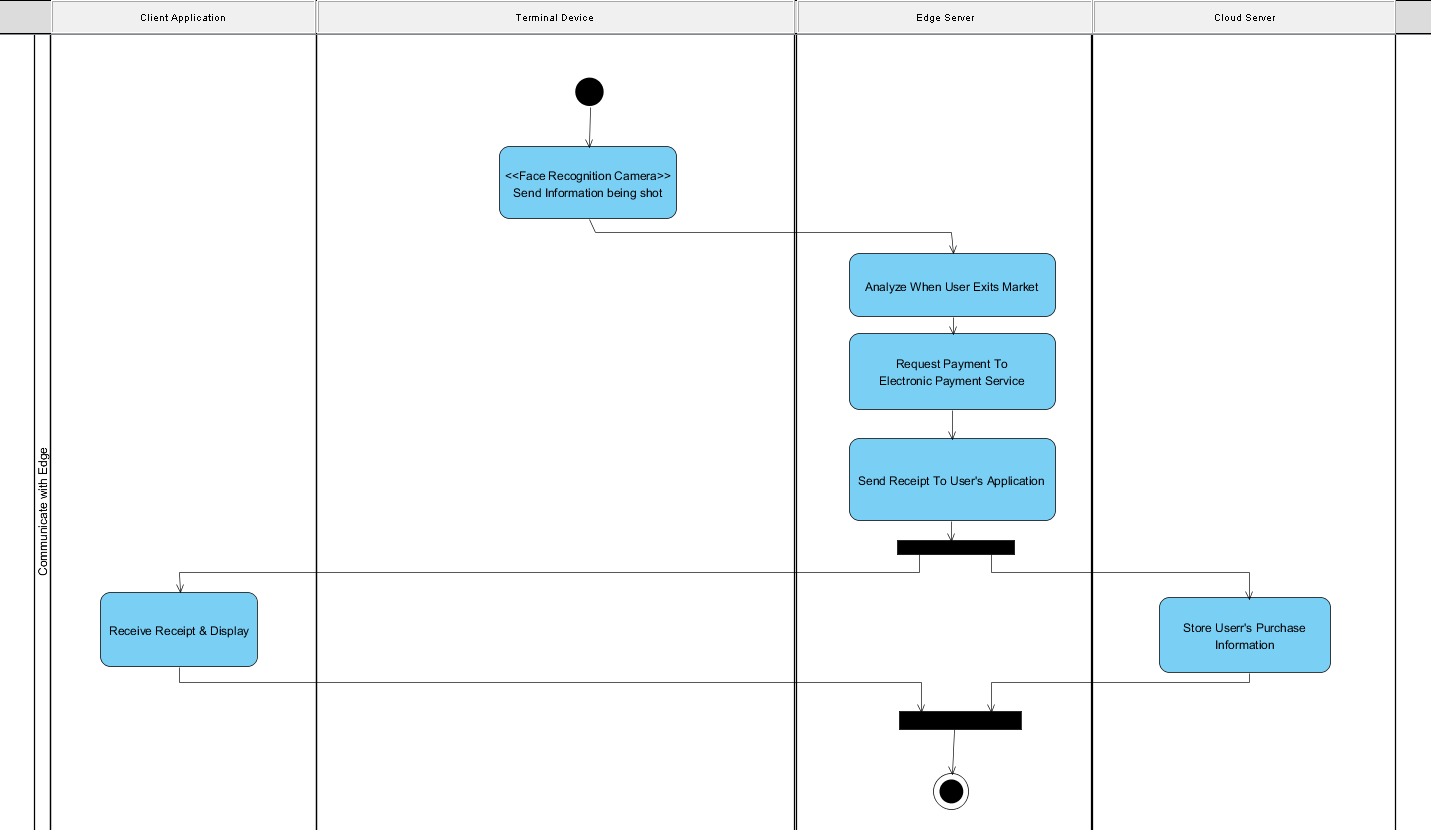 Client Application
Terminal Device
Edge Server
Cloud Server
<<Face Recognition Camera>>
Send Information being shot
Analyze When User Exits Market
Request Payment To
Electronic Payment Service
Communicate with Edge
Send Receipt To User's Application
Receive Receipt & Display
Store Userr's Purchase
Information